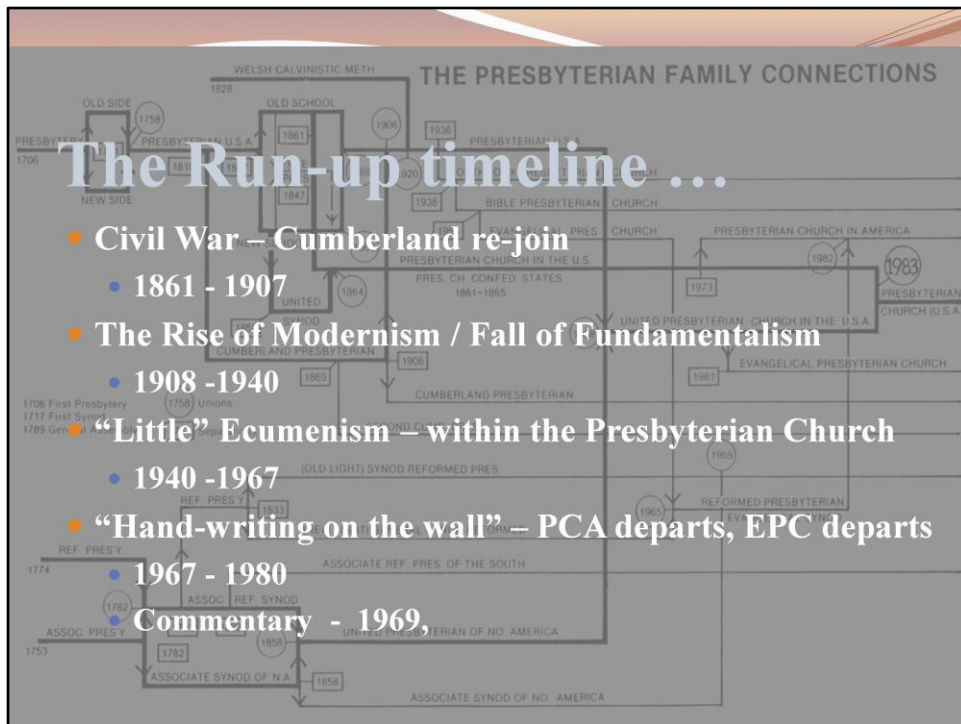 WELSH CALVINISTIC METH
1828
THE PRESBYTERIAN FAMILY CONNECTIONS
OLD SIDE
1758
OLD SCHOOL
1861
1906
1936
PRESBYTERY
1706
PRESBYTERIAN U.S.A.
PRESBYTERIAN U.S.A.
The Run-up timeline …
1847
1920
PRESBYTERIAN CHURCH
NEW SIDE
1936
BIBLE PRESBYTERIAN CHURCH
EVANGELICAL PRES. CHURCH
PRESBYTERIAN CHURCH IN AMERICA
• Civil War – Cumberland re-join
PRESBYTERIAN CHURCH IN THE U.S.
1982
1983
PRES. CH. CONFED. STATES
1861-1865
1864
1973
• 1861 - 1907
UNITED
SYNOD
PRESBYTERIAN
CHURCH (U.S.A
UNITED PRESBYTERIAN CHURCH IN THE U.S.A
• The Rise of Modernism / Fall of Fundamentalism
CUMBERLAND PRESBYTERIAN
1906
1869
EVANGELICAL PRESBYTERIAN CHURCH
1981
• 1908 -1940
CUMBERLAND PRESBYTERIAN
1706 First Presbytery
1758 Unions
1717 First Synod
1789
• “Little” Ecumenism – within the Presbyterian Church
1969
• 1940 -1967
(OLD LIGHT) SYNOD REFORMED PRES.
REF. PRES'Y
1833
1965
REFORMED PRESBYTERIAN
• “Hand-writing on the wall” – PCA departs, EPC departs
REF. PRES'Y
1774
ASSOCIATE REF. PRES. OF THE SOUTH
• 1967 - 1980
1782
ASSOC. REF. SYNOD
• Commentary - 1969,
ASSOC. PRES'Y
1753
1858
UNITED PRESBYTERIAN OF NO. AMERICA
1782
ASSOCIATE SYNOD OF N.A.
1858
ASSOCIATE SYNOD OF NO. AMERICA